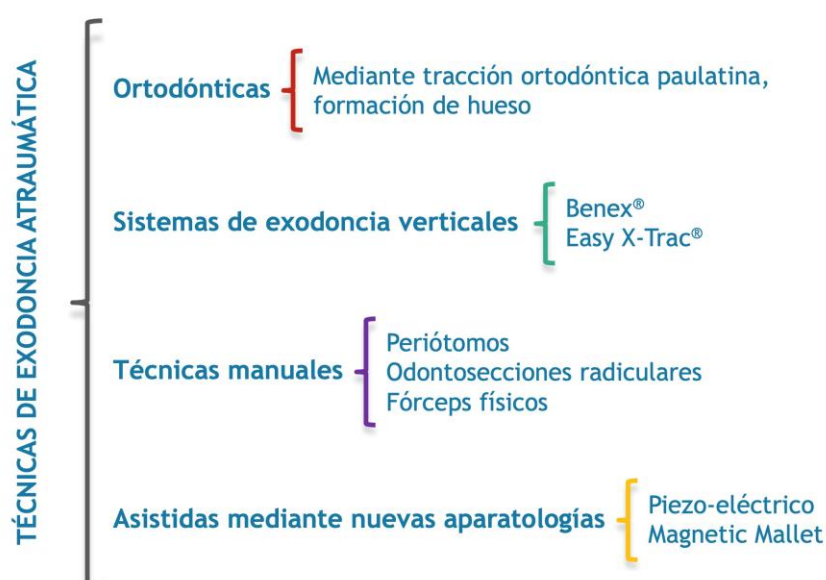 TÉCNICAS DE EXODONCIA ATRAUMÁTICA
Ortodónticas
Mediante tracción ortodóntica paulatina,
formación de hueso
Sistemas de exodoncia verticales
Benex®
Easy X-Trac®
Técnicas manuales
Periótomos
Odontosecciones radiculares
Fórceps físicos
Asistidas mediante nuevas aparatologías
Piezo-eléctrico
Magnetic Mallet